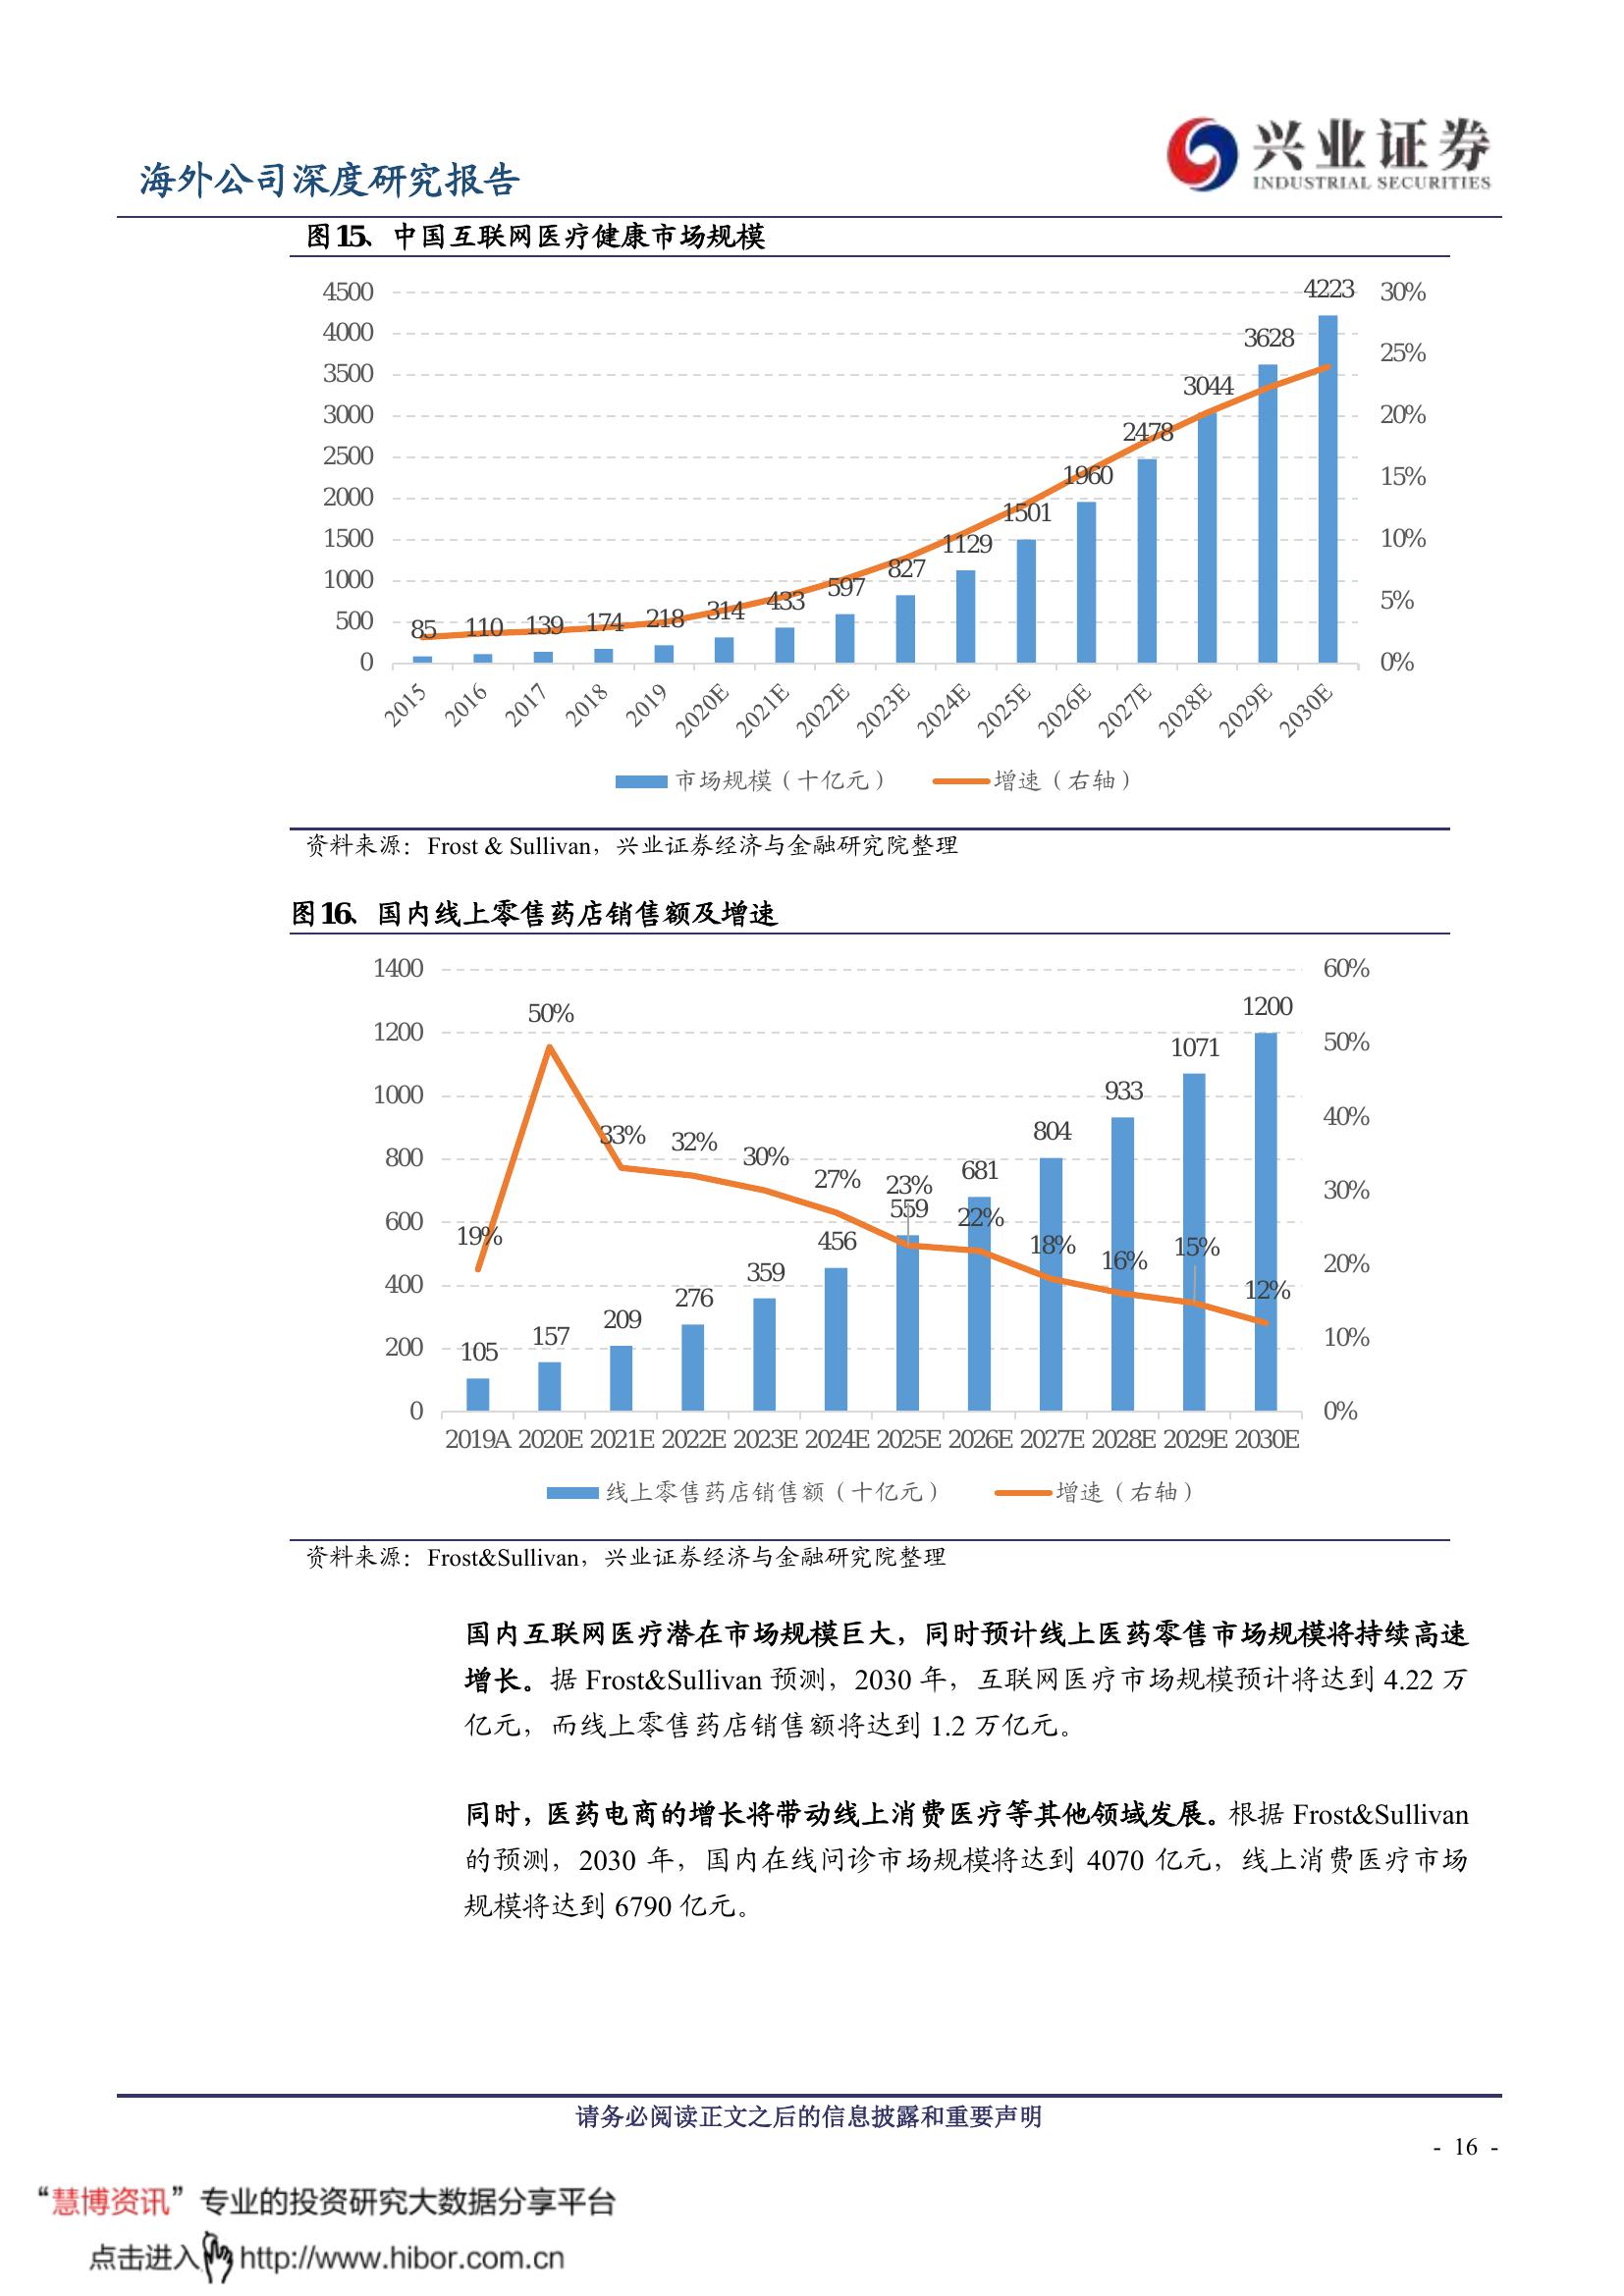 兴业证券
INDUSTRIAL SECURITIES
海外公司深度研究报告
图15、中国互联网医疗健康市场规模
4500
4000
3500
3000
2500
2000
1500
1000
500
0
30%
25%
20%
15%
10%
5%
0%
85 110 139 174 218 314 433 597 827 1129 1501 1960 2478 3044 3628 4223
2015 2016 2017 2018 2019 2020E 2021E 2022E 2023E 2024E 2025E 2026E 2027E 2028E 2029E 2030E
市场规模（十亿元） 增速（右轴）
资料来源：Frost & Sullivan，兴业证券经济与金融研究院整理
图16、国内线上零售药店销售额及增速
1400
1200
1000
800
600
400
200
0
60%
50%
40%
30%
20%
10%
0%
19% 50% 33% 32% 30% 27% 23% 22% 18% 16% 15% 12%
105 157 209 276 359 456 559 681 804 933 1071 1200
2019A 2020E 2021E 2022E 2023E 2024E 2025E 2026E 2027E 2028E 2029E 2030E
线上零售药店销售额（十亿元） 增速（右轴）
资料来源：Frost&Sullivan，兴业证券经济与金融研究院整理
国内互联网医疗潜在市场规模巨大，同时预计线上医药零售市场规模将持续高速
增长。据 Frost&Sullivan 预测，2030 年，互联网医疗市场规模预计将达到 4.22 万
亿元，而线上零售药店销售额将达到 1.2 万亿元。
同时，医药电商的增长将带动线上消费医疗等其他领域发展。根据 Frost&Sullivan
的预测，2030 年，国内在线问诊市场规模将达到 4070 亿元，线上消费医疗市场
规模将达到 6790 亿元。
请务必阅读正文之后的信息披露和重要声明
- 16 -
“慧博资讯”专业的投资研究大数据分享平台
点击进入 http://www.hibor.com.cn